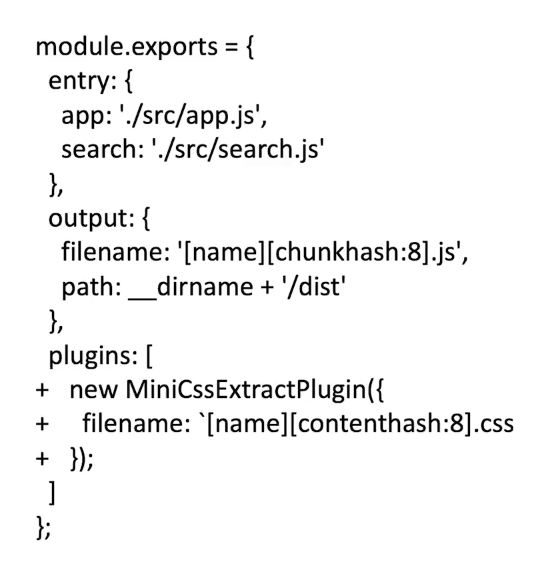 module.exports = {
  entry: {
    app: './src/app.js',
    search: './src/search.js'
  },
  output: {
    filename: '[name][chunkhash:8].js',
    path: __dirname + '/dist'
  },
  plugins: [
+   new MiniCssExtractPlugin({
+     filename: `[name][contenthash:8].css
+   });
  ]
};